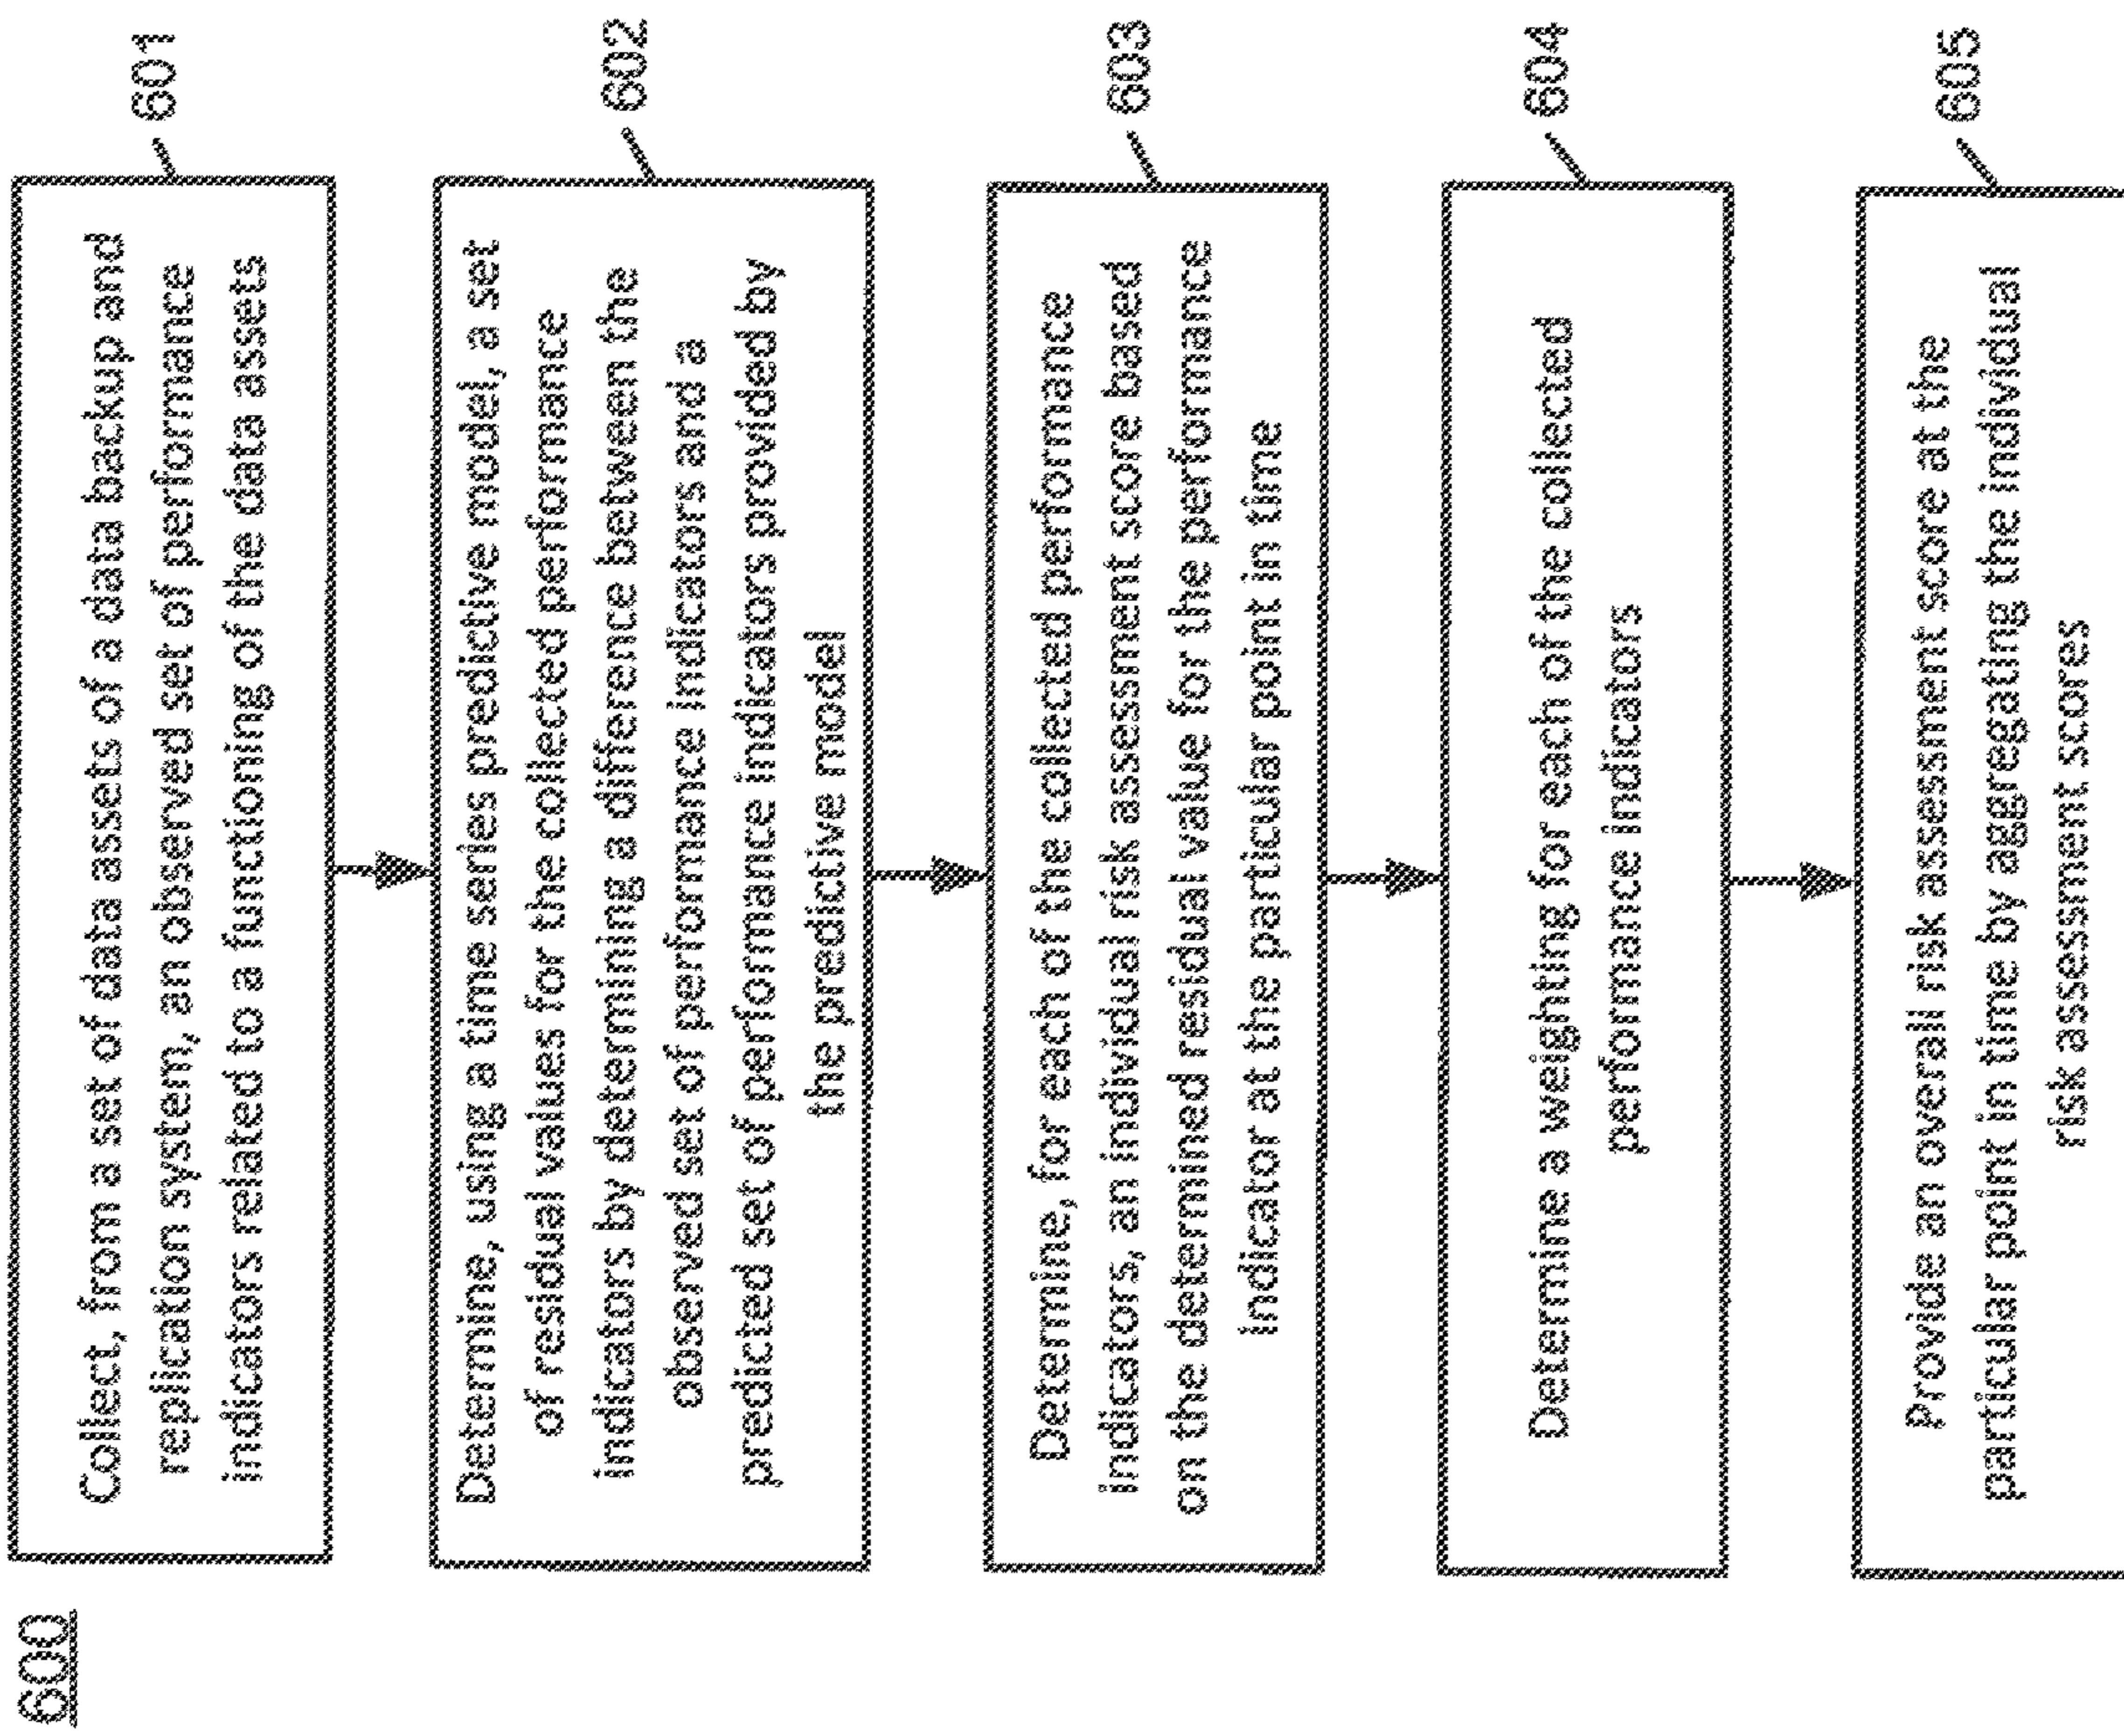 600
Collect, from a set of data assets of a data backup and
replication system, an observed set of performance
indicators related to a functioning of the data assets
601
Determine, using a time series predictive model, a set
of residual values for the collected performance
indicators by determining a difference between the
observed set of performance indicators and a
predicted set of performance indicators provided by
the predictive model
602
Determine, for each of the collected performance
indicators, an individual risk assessment score based
on the determined residual value for the performance
indicator at the particular point in time
603
Determine a weighting for each of the collected
performance indicators
604
Provide an overall risk assessment score at the
particular point in time by aggregating the individual
risk assessment scores
605